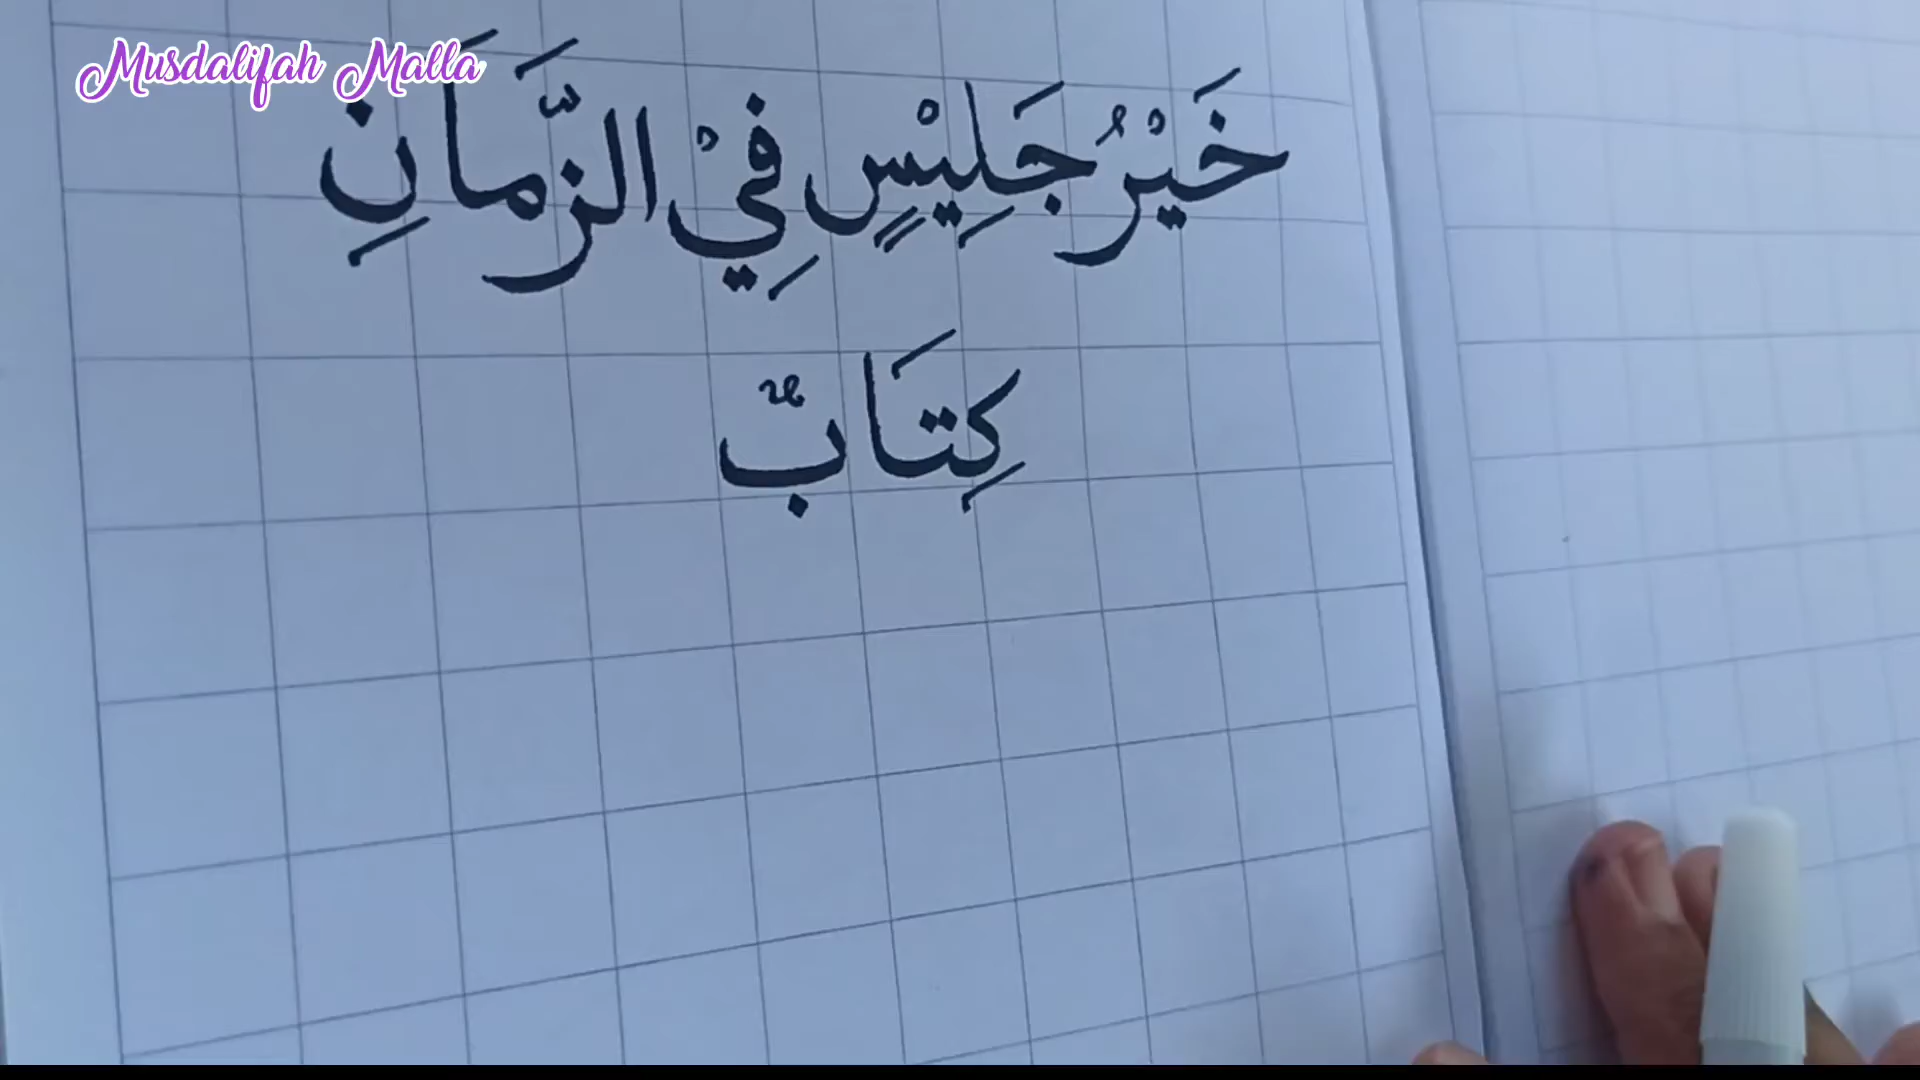 Musdalifah Malla
خَيْرُ جَلِيْسٍ فِيْ الزَّمَانِ
كِتَابٌ